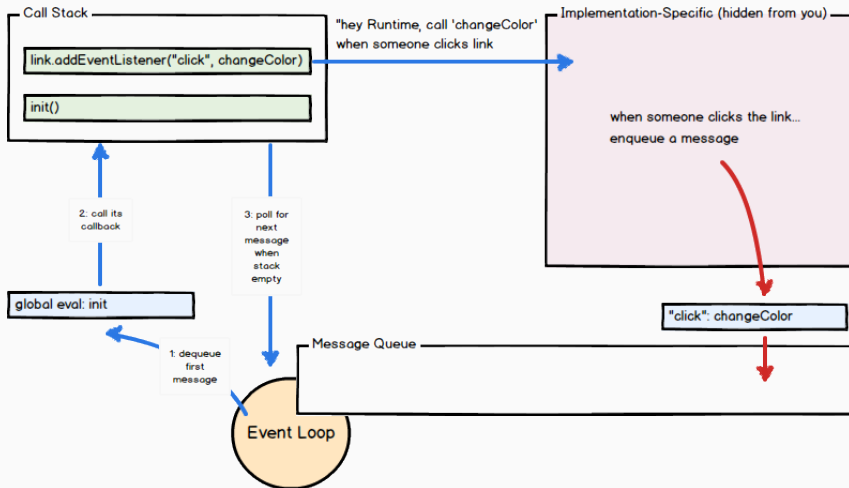 Call Stack
link.addEventListener("click", changeColor)
init()
"hey Runtime, call 'changeColor'
when someone clicks link
Implementation-Specific (hidden from you)
when someone clicks the link...
enqueue a message
2: call its
callback
3: poll for
next
message
when
stack
empty
global eval: init
"click": changeColor
1: dequeue
first
message
Message Queue
Event Loop